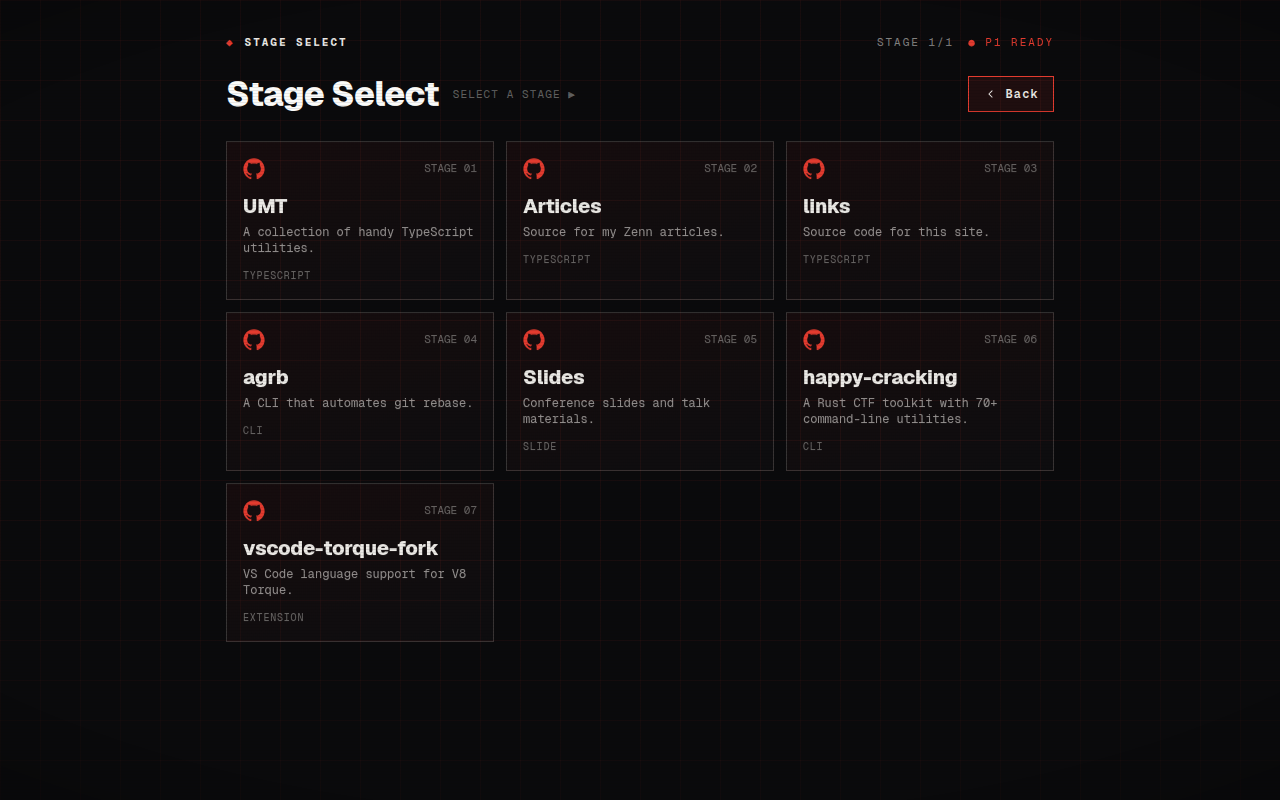 ◆ STAGE SELECT
STAGE 1/1 ● P1 READY
Stage Select SELECT A STAGE ▶
‹ Back
STAGE 01
UMT
A collection of handy TypeScript
utilities.
TYPESCRIPT
STAGE 02
Articles
Source for my Zenn articles.
TYPESCRIPT
STAGE 03
links
Source code for this site.
TYPESCRIPT
STAGE 04
agrb
A CLI that automates git rebase.
CLI
STAGE 05
Slides
Conference slides and talk
materials.
SLIDE
STAGE 06
happy-cracking
A Rust CTF toolkit with 70+
command-line utilities.
CLI
STAGE 07
vscode-torque-fork
VS Code language support for V8
Torque.
EXTENSION